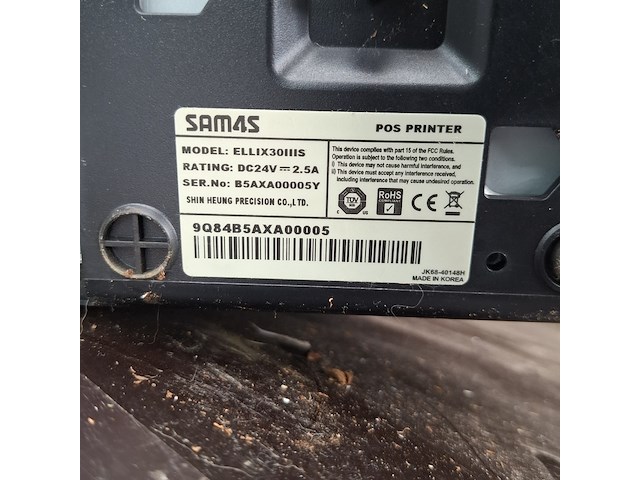 SAM4S
POS PRINTER
MODEL: ELLIX30IIIS
RATING: DC24V ⎓ 2.5A
SER.No: B5AXA00005Y
SHIN HEUNG PRECISION CO.,LTD.
This device complies with part 15 of the FCC Rules.
Operation is subject to the following two conditions.
i) This device may not cause harmful interference, and
ii) This device must accept any interference received,
including interference that may cause undesired operation.
TÜV
C US
RoHS
COMPLIANT
CE
9Q84B5AXA00005
JK68-40148H
MADE IN KOREA